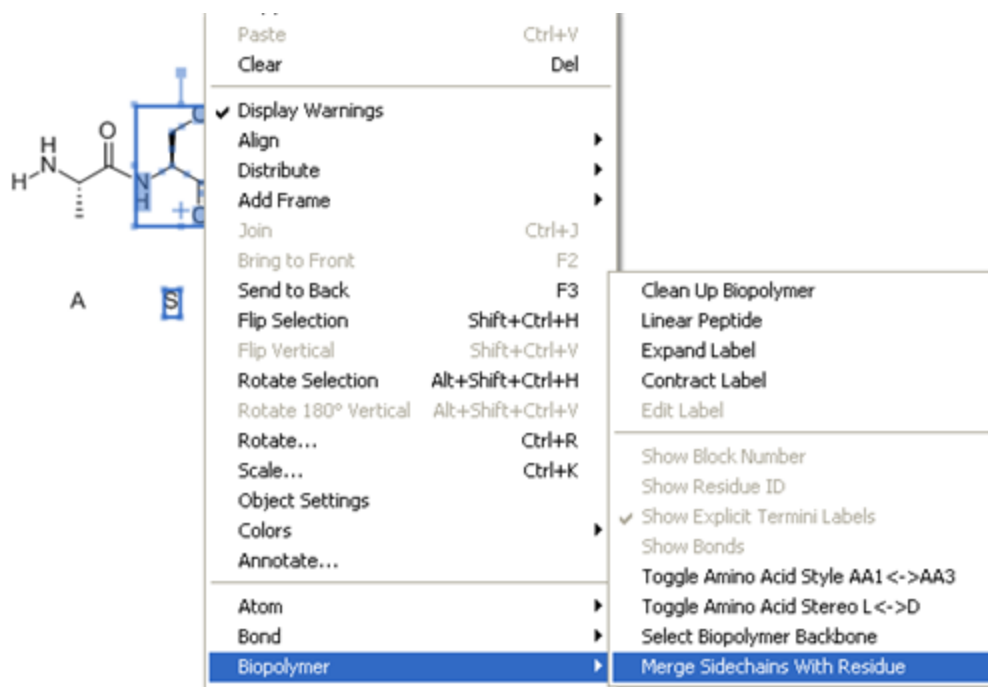 Paste Ctrl+V
Clear Del
Display Warnings
Align
Distribute
Add Frame
Join Ctrl+J
Bring to Front F2
Send to Back F3
Flip Selection Shift+Ctrl+H
Flip Vertical Shift+Ctrl+V
Rotate Selection Alt+Shift+Ctrl+H
Rotate 180° Vertical Alt+Shift+Ctrl+V
Rotate... Ctrl+R
Scale... Ctrl+K
Object Settings
Colors
Annotate...
Atom
Bond
Biopolymer
Clean Up Biopolymer
Linear Peptide
Expand Label
Contract Label
Edit Label
Show Block Number
Show Residue ID
Show Explicit Termini Labels
Show Bonds
Toggle Amino Acid Style AA1<->AA3
Toggle Amino Acid Stereo L<->D
Select Biopolymer Backbone
Merge Sidechains With Residue
O
H
H N
N
H
A S